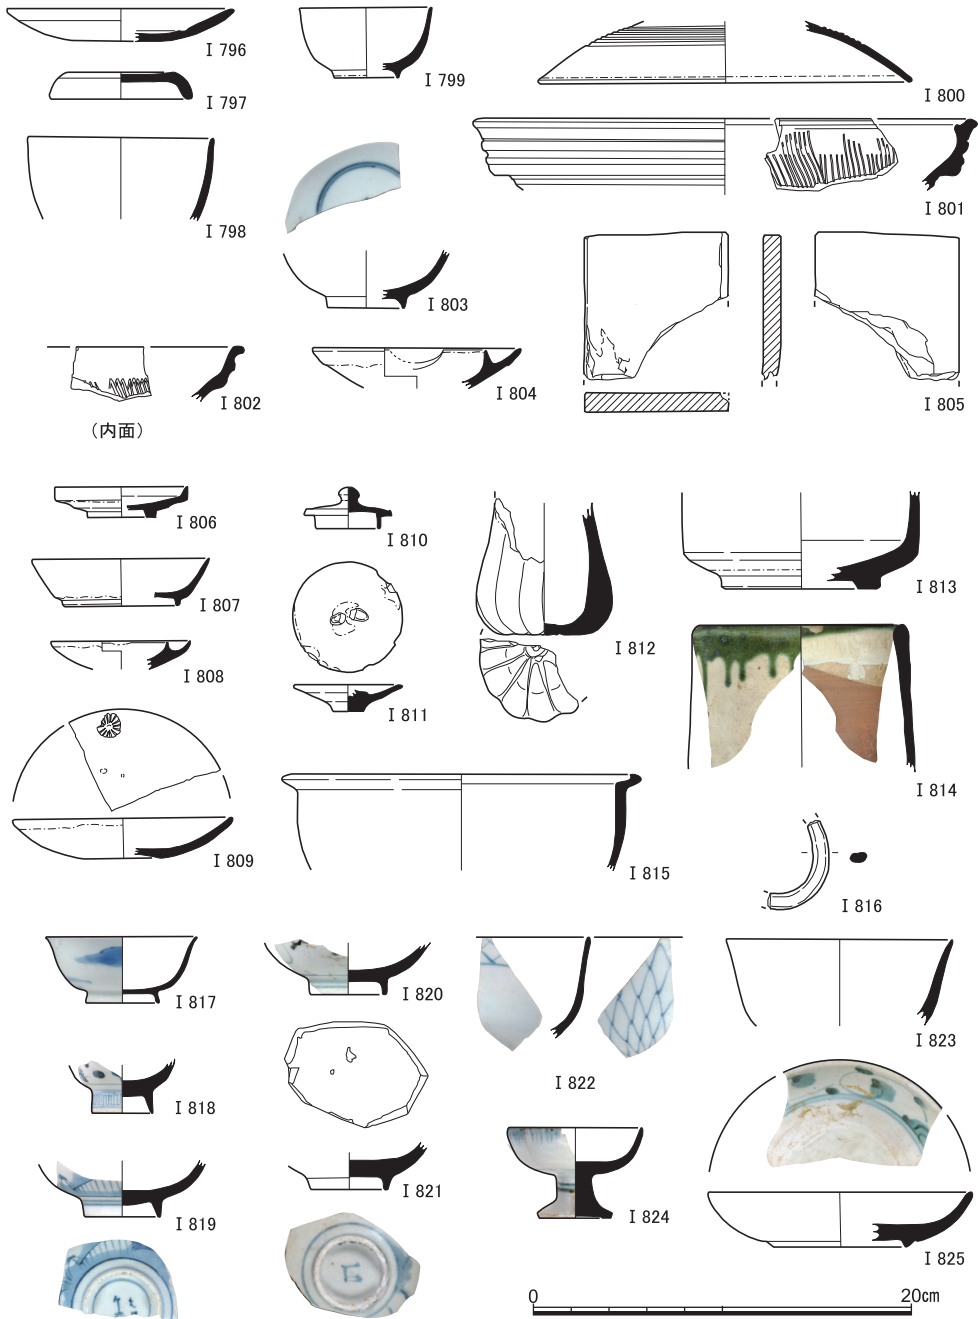 I 796
I 797
I 798
I 799
I 800
I 801
I 802
(内面)
I 803
I 804
I 805
I 806
I 807
I 808
I 809
I 810
I 811
I 812
I 813
I 814
I 815
I 816
I 817
I 818
I 819
I 820
I 821
I 822
I 823
I 824
I 825
0 20㎝